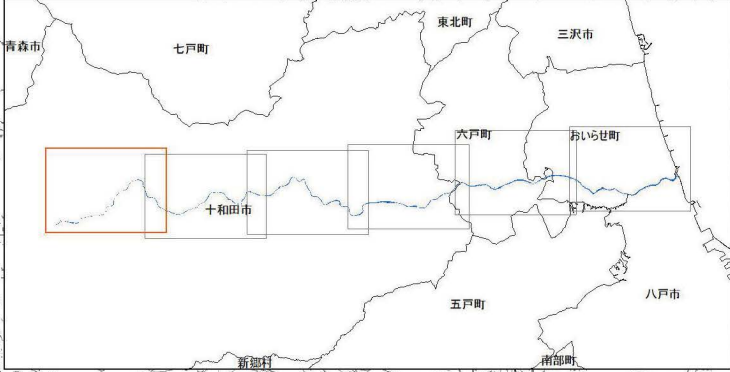 東北町
三沢市
青森市
七戸町
六戸町
おいらせ町
十和田市
五戸町
八戸市
新郷村
南部町